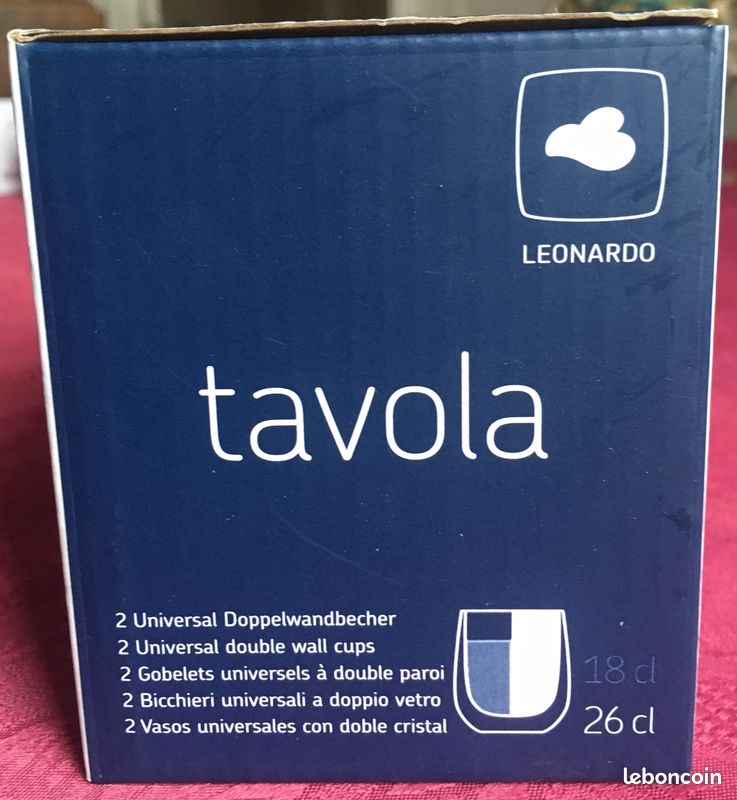 LEONARDO
tavola
2 Universal Doppelwandbecher
2 Universal double wall cups
2 Gobelets universels à double paroi
2 Bicchieri universali a doppio vetro
2 Vasos universales con doble cristal
18 cl
26 cl
leboncoin